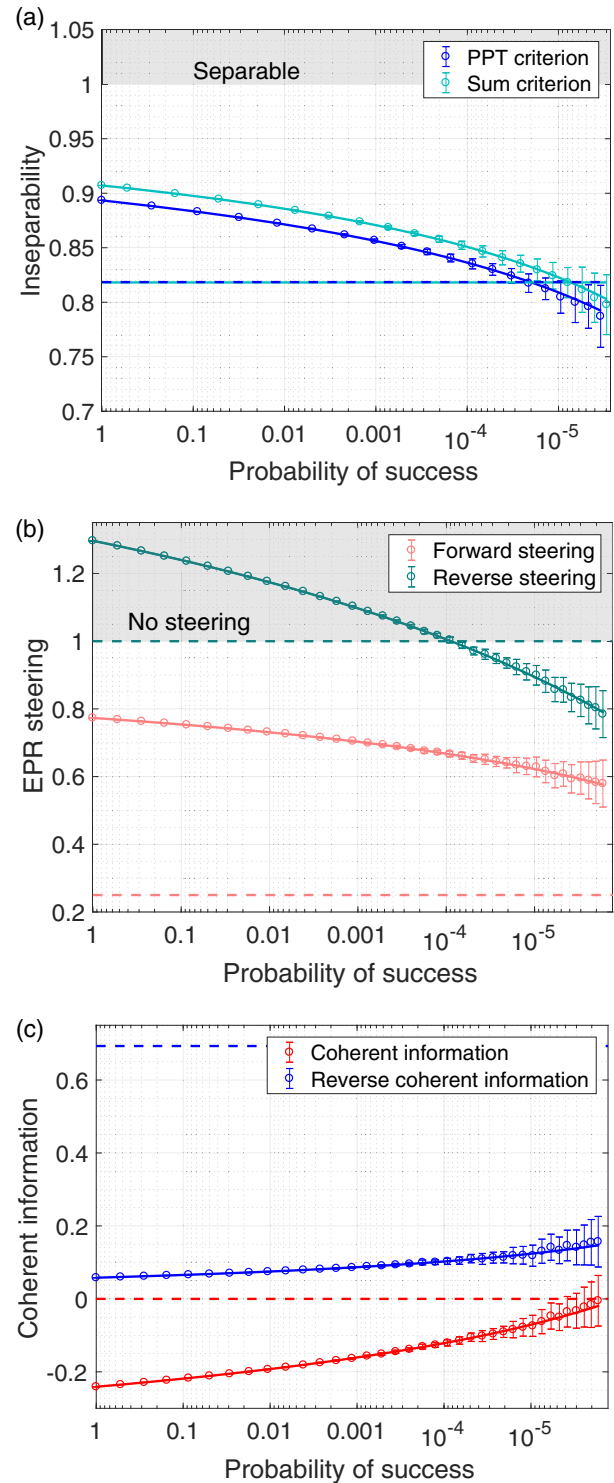 (a)
1.05
1
0.95
0.9
0.85
0.8
0.75
0.7
Inseparability
Separable
PPT criterion
Sum criterion
1
0.1
0.01
0.001
10-4
10-5
Probability of success
(b)
1.2
1
0.8
0.6
0.4
0.2
EPR steering
No steering
Forward steering
Reverse steering
1
0.1
0.01
0.001
10-4
10-5
Probability of success
(c)
0.6
0.4
0.2
0
-0.2
Coherent information
Coherent information
Reverse coherent information
1
0.1
0.01
0.001
10-4
10-5
Probability of success